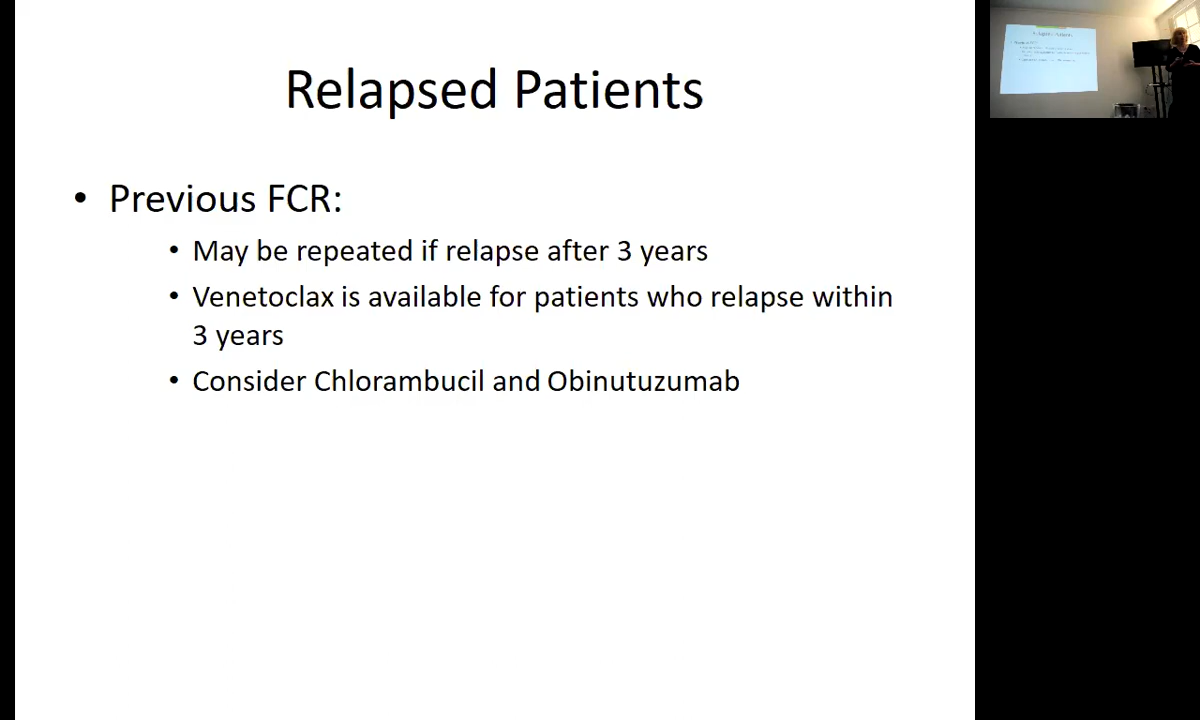 Relapsed Patients
• Previous FCR:
• May be repeated if relapse after 3 years
• Venetoclax is available for patients who relapse within
3 years
• Consider Chlorambucil and Obinutuzumab